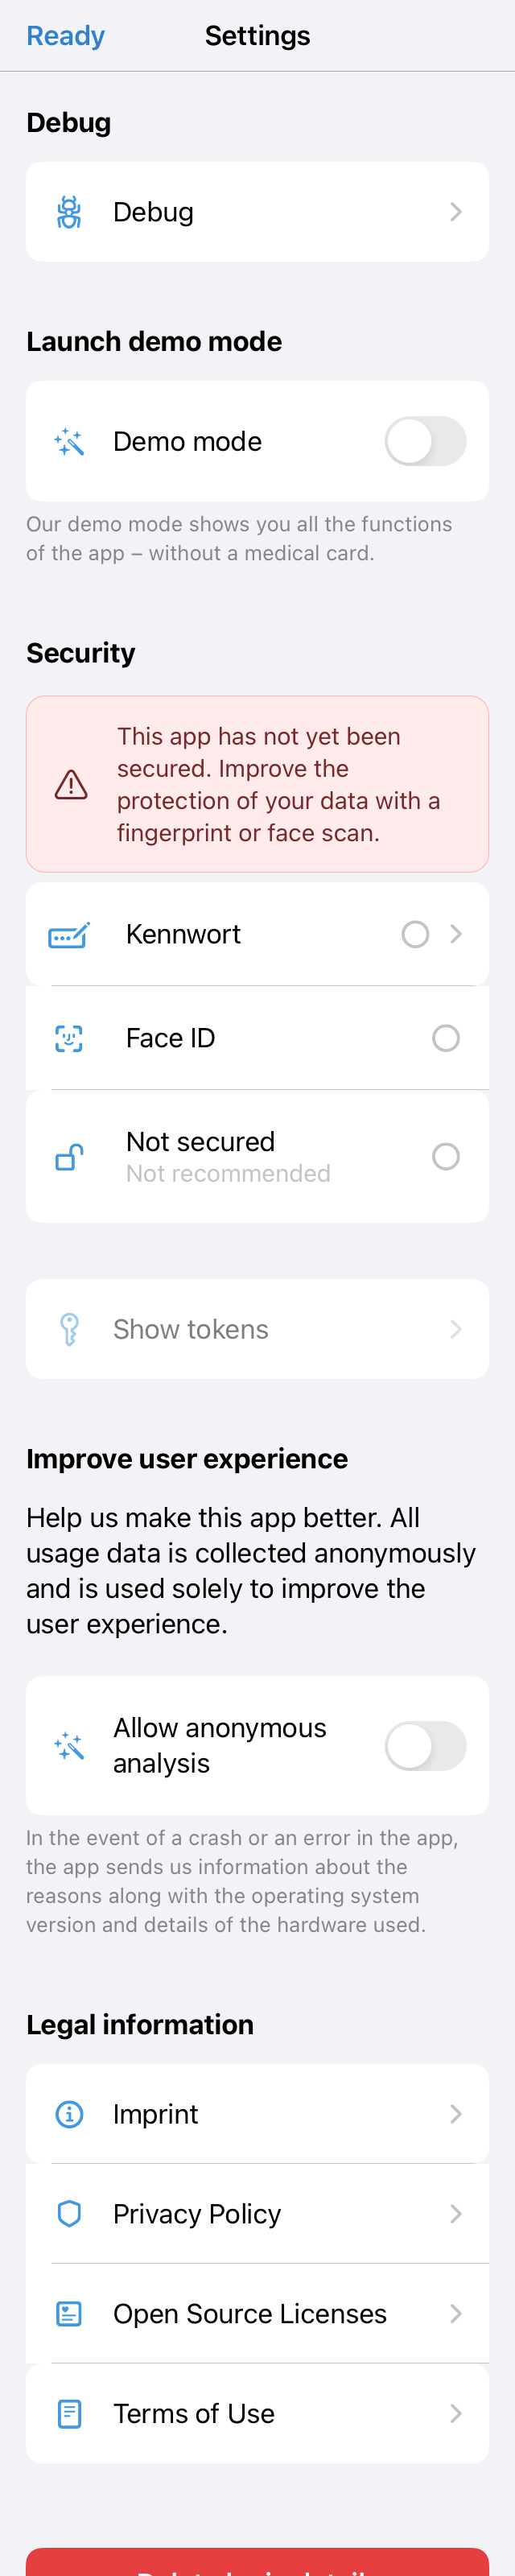 Ready
Settings
Debug
Debug
Launch demo mode
Demo mode
Our demo mode shows you all the functions
of the app – without a medical card.
Security
This app has not yet been
secured. Improve the
protection of your data with a
fingerprint or face scan.
Kennwort
Face ID
Not secured
Not recommended
Show tokens
Improve user experience
Help us make this app better. All
usage data is collected anonymously
and is used solely to improve the
user experience.
Allow anonymous
analysis
In the event of a crash or an error in the app,
the app sends us information about the
reasons along with the operating system
version and details of the hardware used.
Legal information
Imprint
Privacy Policy
Open Source Licenses
Terms of Use